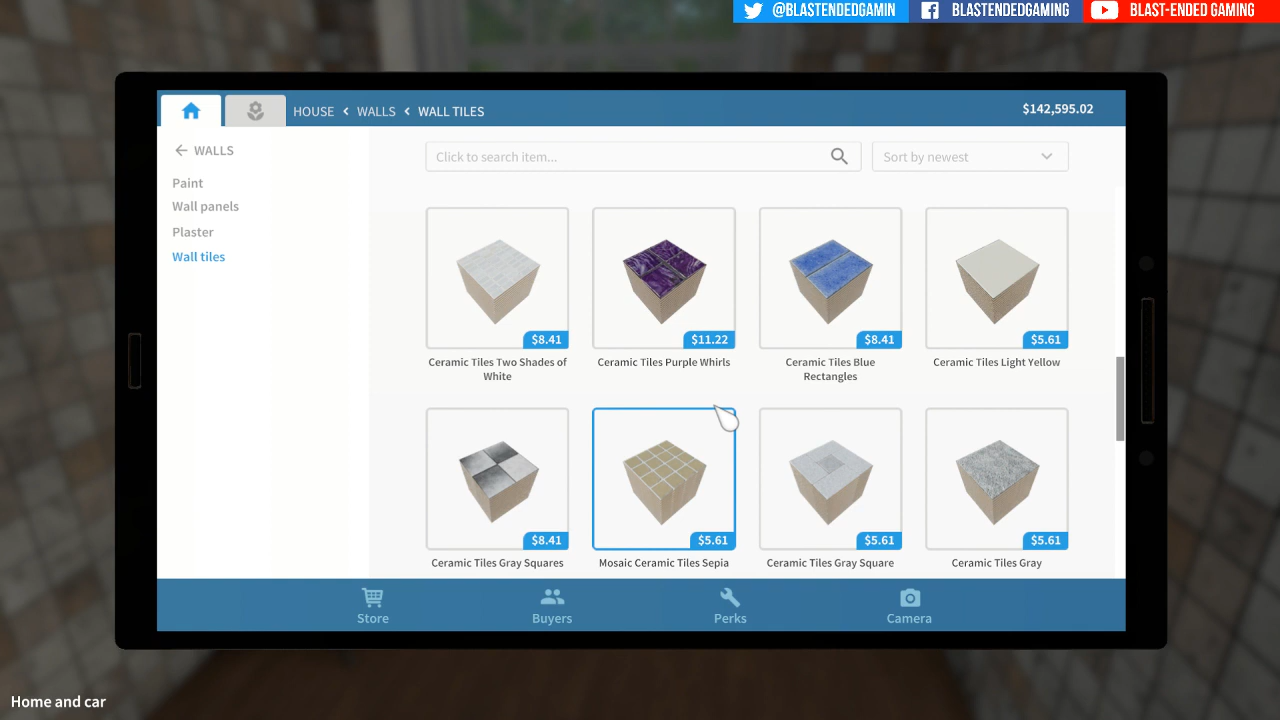 @BLASTENDEDGAMIN
BLASTENDEDGAMING
BLAST-ENDED GAMING
HOUSE < WALLS < WALL TILES
$142,595.02
WALLS
Paint
Wall panels
Plaster
Wall tiles
Click to search item...
Sort by newest
$8.41
$11.22
$8.41
$5.61
Ceramic Tiles Two Shades of
White
Ceramic Tiles Purple Whirls
Ceramic Tiles Blue
Rectangles
Ceramic Tiles Light Yellow
$8.41
$5.61
$5.61
$5.61
Ceramic Tiles Gray Squares
Mosaic Ceramic Tiles Sepia
Ceramic Tiles Gray Square
Ceramic Tiles Gray
Store
Buyers
Perks
Camera
Home and car